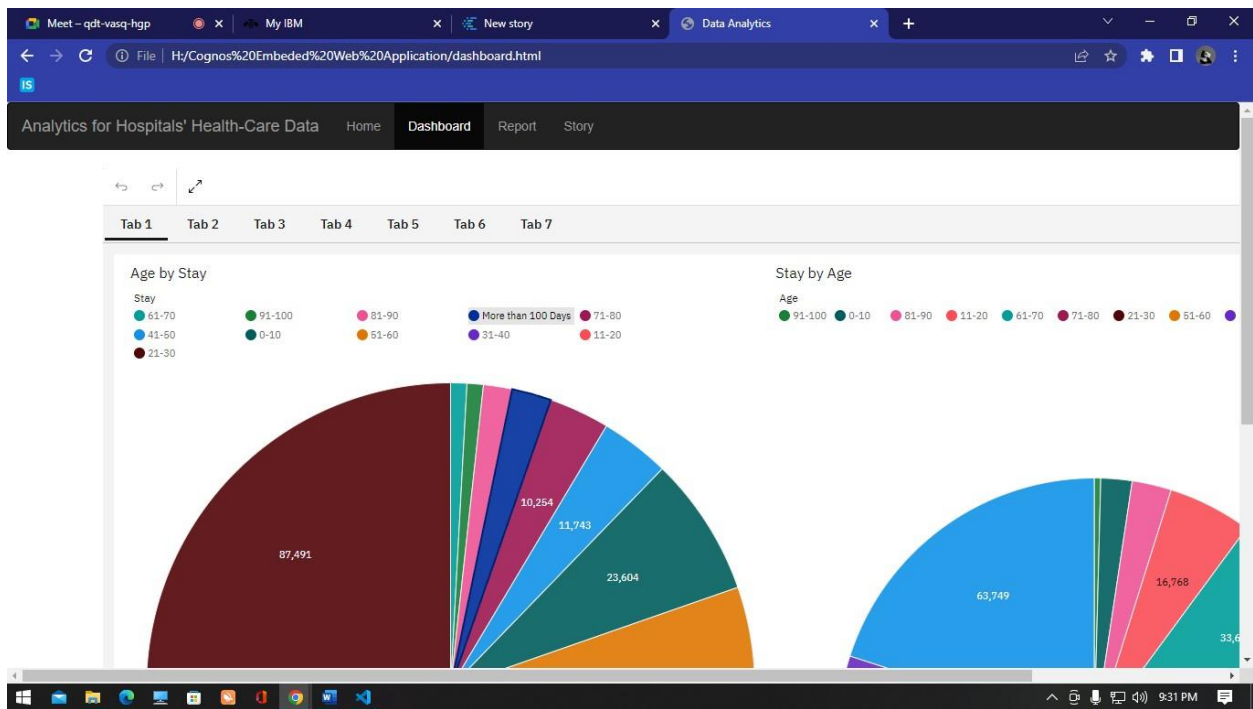 Meet – qdt-vasq-hgp
My IBM
New story
Data Analytics
File
H:/Cognos%20Embeded%20Web%20Application/dashboard.html
IS
Analytics for Hospitals' Health-Care Data
Home
Dashboard
Report
Story
Tab 1
Tab 2
Tab 3
Tab 4
Tab 5
Tab 6
Tab 7
Age by Stay
Stay
61-70
91-100
81-90
More than 100 Days
71-80
41-50
0-10
51-60
31-40
11-20
21-30
10,254
11,743
87,491
23,604
Stay by Age
Age
91-100
0-10
81-90
11-20
61-70
71-80
21-30
51-60
16,768
63,749
33,6
9:31 PM